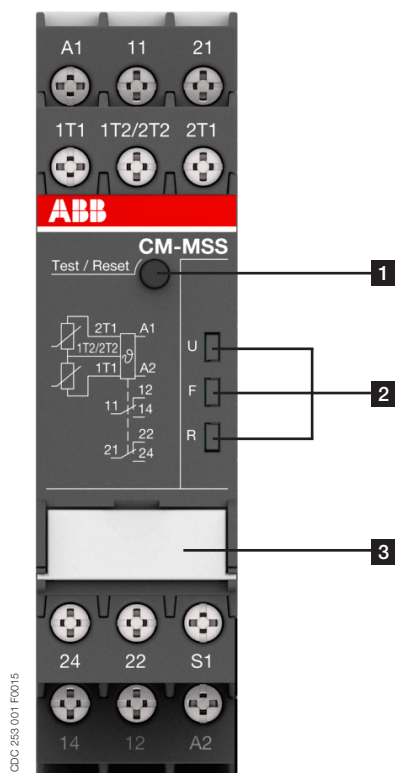 A1 11 21
1T1 1T2/2T2 2T1
ABB
CM-MSS
Test / Reset
1
2T1 A1
1T2/2T2
ϑ
1T1 A2
12
11 14
22
21 24
U
F
R
2
3
24 22 S1
14 12 A2
CDC 253 001 F0015